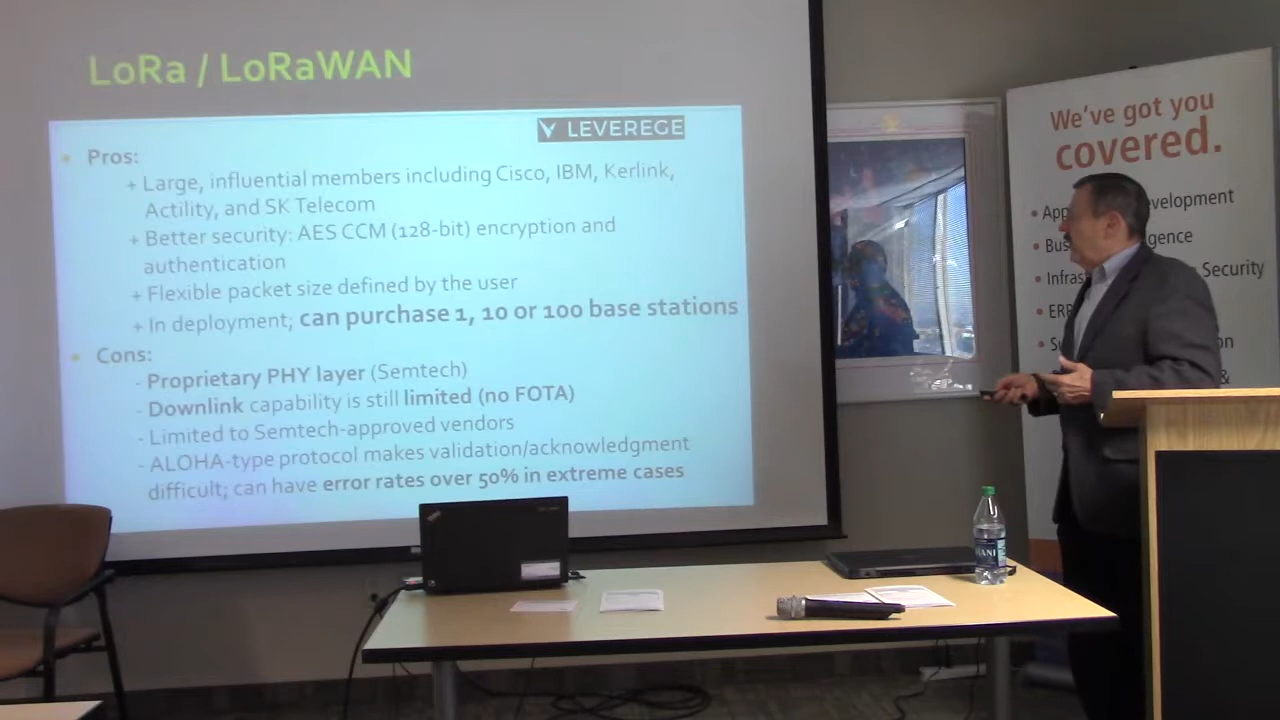 LoRa / LoRaWAN
LEVEREGE
Pros:
+ Large, influential members including Cisco, IBM, Kerlink,
Actility, and SK Telecom
+ Better security: AES CCM (128-bit) encryption and
authentication
+ Flexible packet size defined by the user
+ In deployment; can purchase 1, 10 or 100 base stations
Cons:
- Proprietary PHY layer (Semtech)
- Downlink capability is still limited (no FOTA)
- Limited to Semtech-approved vendors
- ALOHA-type protocol makes validation/acknowledgment
difficult; can have error rates over 50% in extreme cases
We've got you
covered.
Security
ERP